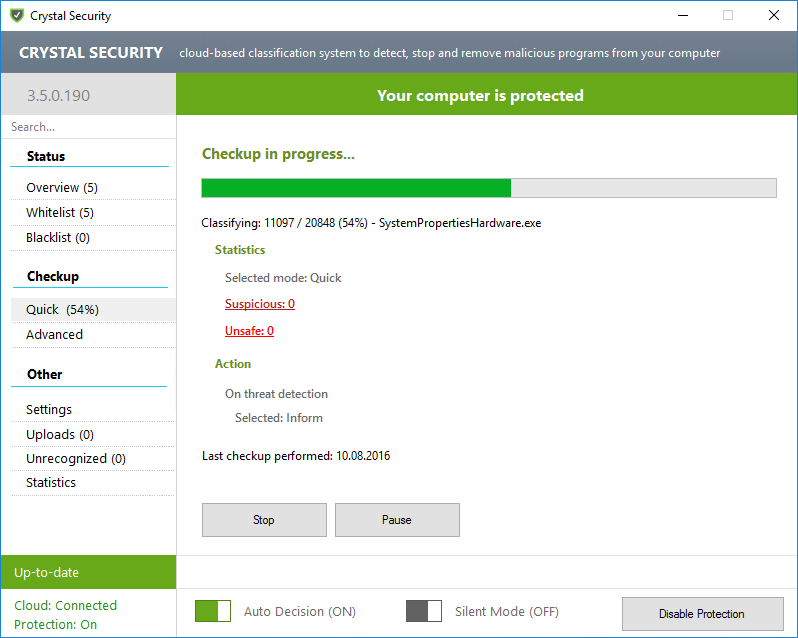 Crystal Security
CRYSTAL SECURITY cloud-based classification system to detect, stop and remove malicious programs from your computer
3.5.0.190
Your computer is protected
Search...
Status
Overview (5)
Whitelist (5)
Blacklist (0)
Checkup
Quick (54%)
Advanced
Other
Settings
Uploads (0)
Unrecognized (0)
Statistics
Up-to-date
Cloud: Connected
Protection: On
Checkup in progress...
Classifying: 11097 / 20848 (54%) - SystemPropertiesHardware.exe
Statistics
Selected mode: Quick
Suspicious: 0
Unsafe: 0
Action
On threat detection
Selected: Inform
Last checkup performed: 10.08.2016
Stop
Pause
Auto Decision (ON)
Silent Mode (OFF)
Disable Protection